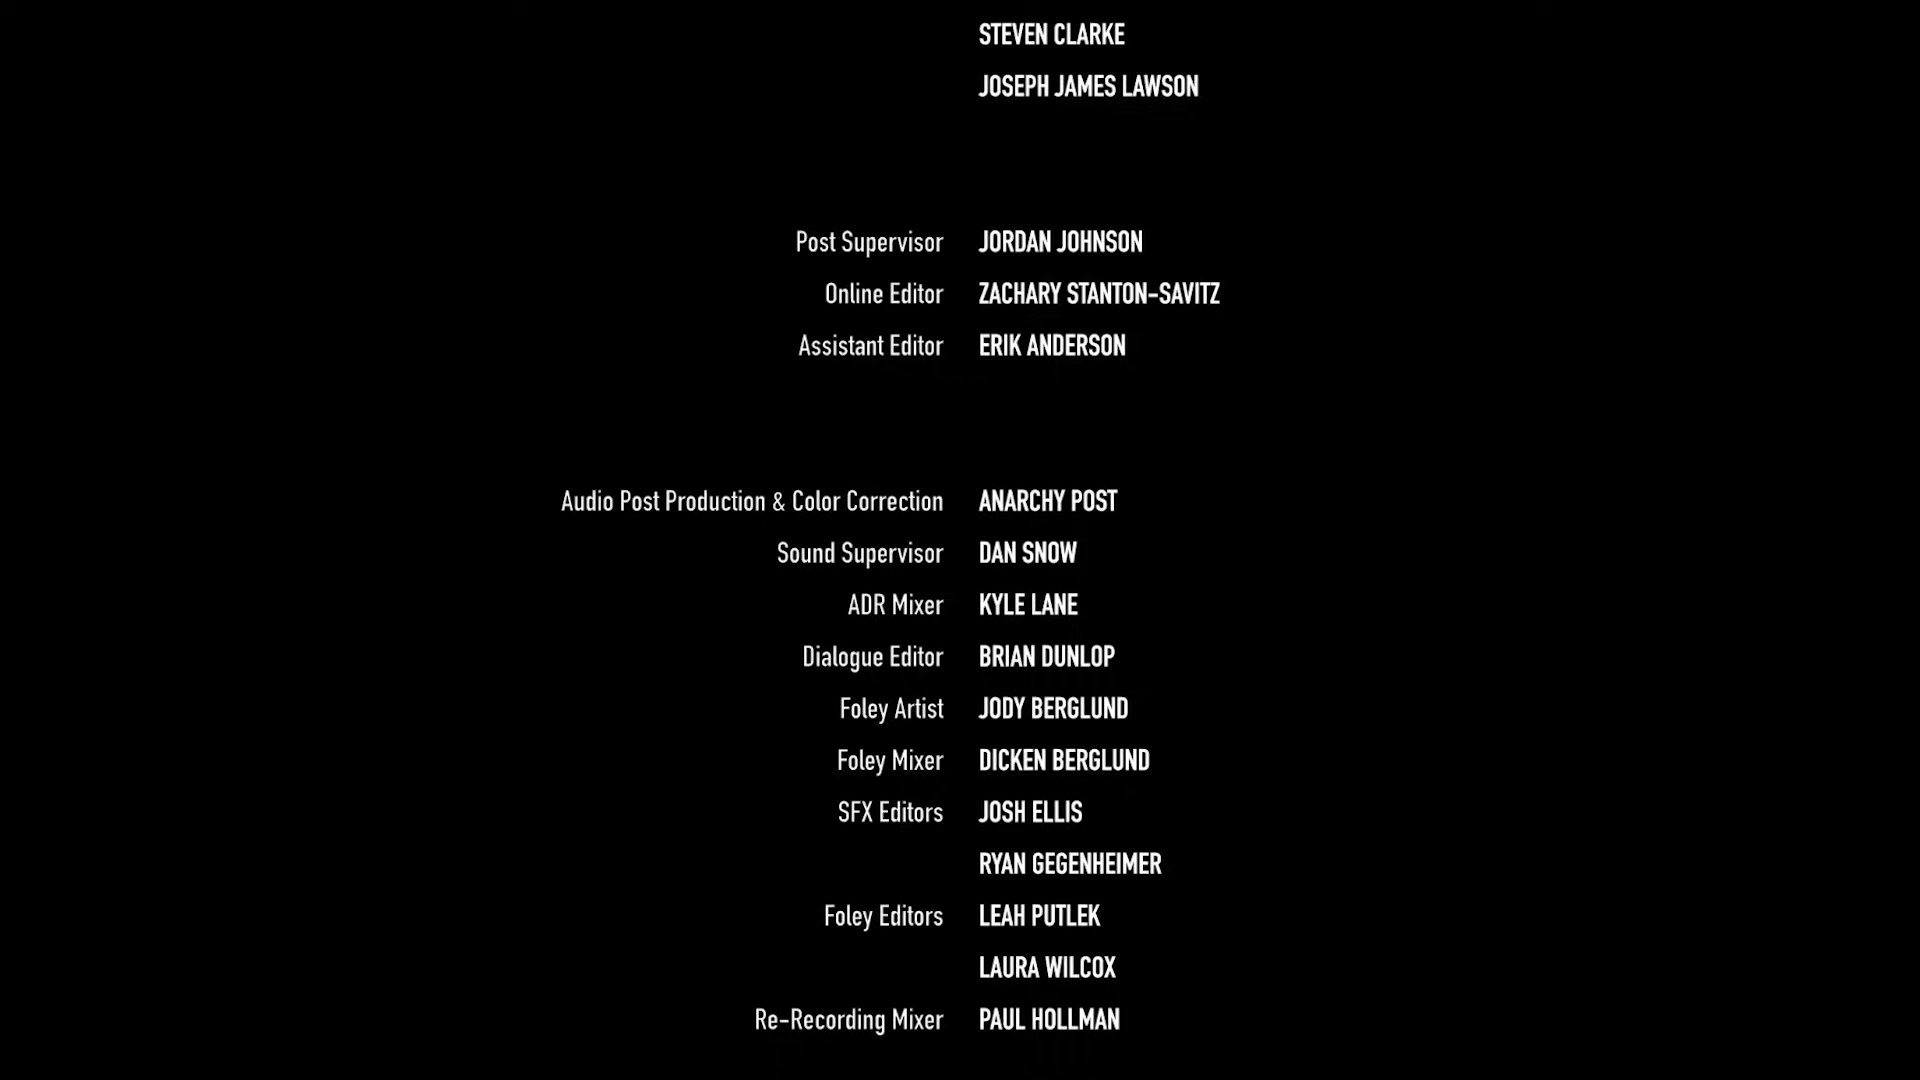 STEVEN CLARKE
JOSEPH JAMES LAWSON
Post Supervisor JORDAN JOHNSON
Online Editor ZACHARY STANTON-SAVITZ
Assistant Editor ERIK ANDERSON
Audio Post Production & Color Correction ANARCHY POST
Sound Supervisor DAN SNOW
ADR Mixer KYLE LANE
Dialogue Editor BRIAN DUNLOP
Foley Artist JODY BERGLUND
Foley Mixer DICKEN BERGLUND
SFX Editors JOSH ELLIS
RYAN GEGENHEIMER
Foley Editors LEAH PUTLEK
LAURA WILCOX
Re-Recording Mixer PAUL HOLLMAN